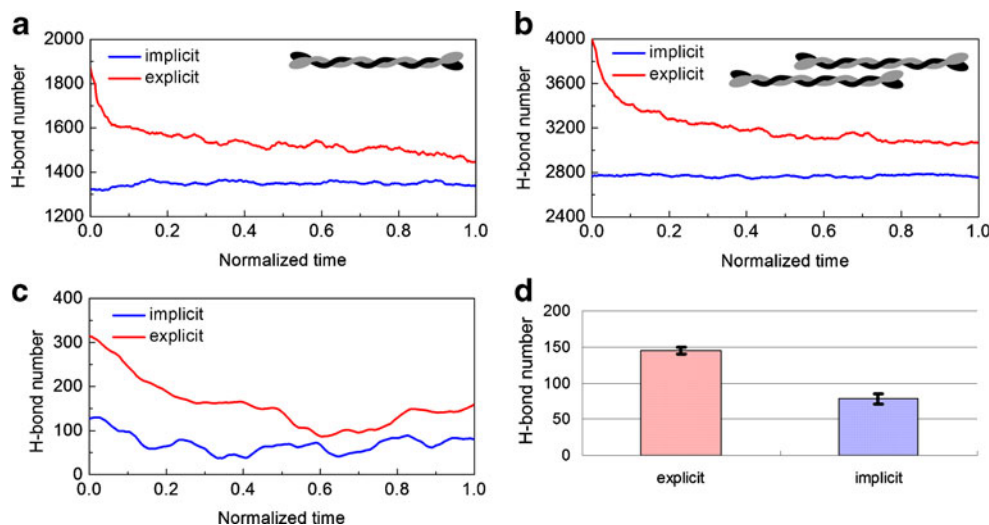 a
2000
1800
1600
1400
1200
H-bond number
implicit
explicit
0.0 0.2 0.4 0.6 0.8 1.0
Normalized time
b
4000
3600
3200
2800
2400
H-bond number
implicit
explicit
0.0 0.2 0.4 0.6 0.8 1.0
Normalized time
c
400
300
200
100
0
H-bond number
implicit
explicit
0.0 0.2 0.4 0.6 0.8 1.0
Normalized time
d
200
150
100
50
0
H-bond number
explicit implicit